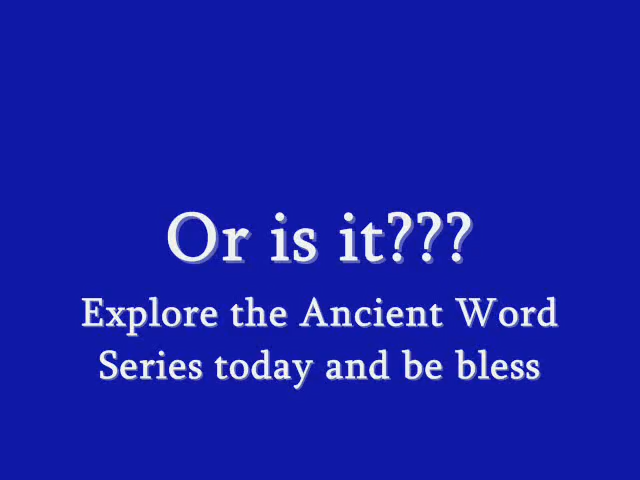 Or is it???
Explore the Ancient Word
Series today and be bless